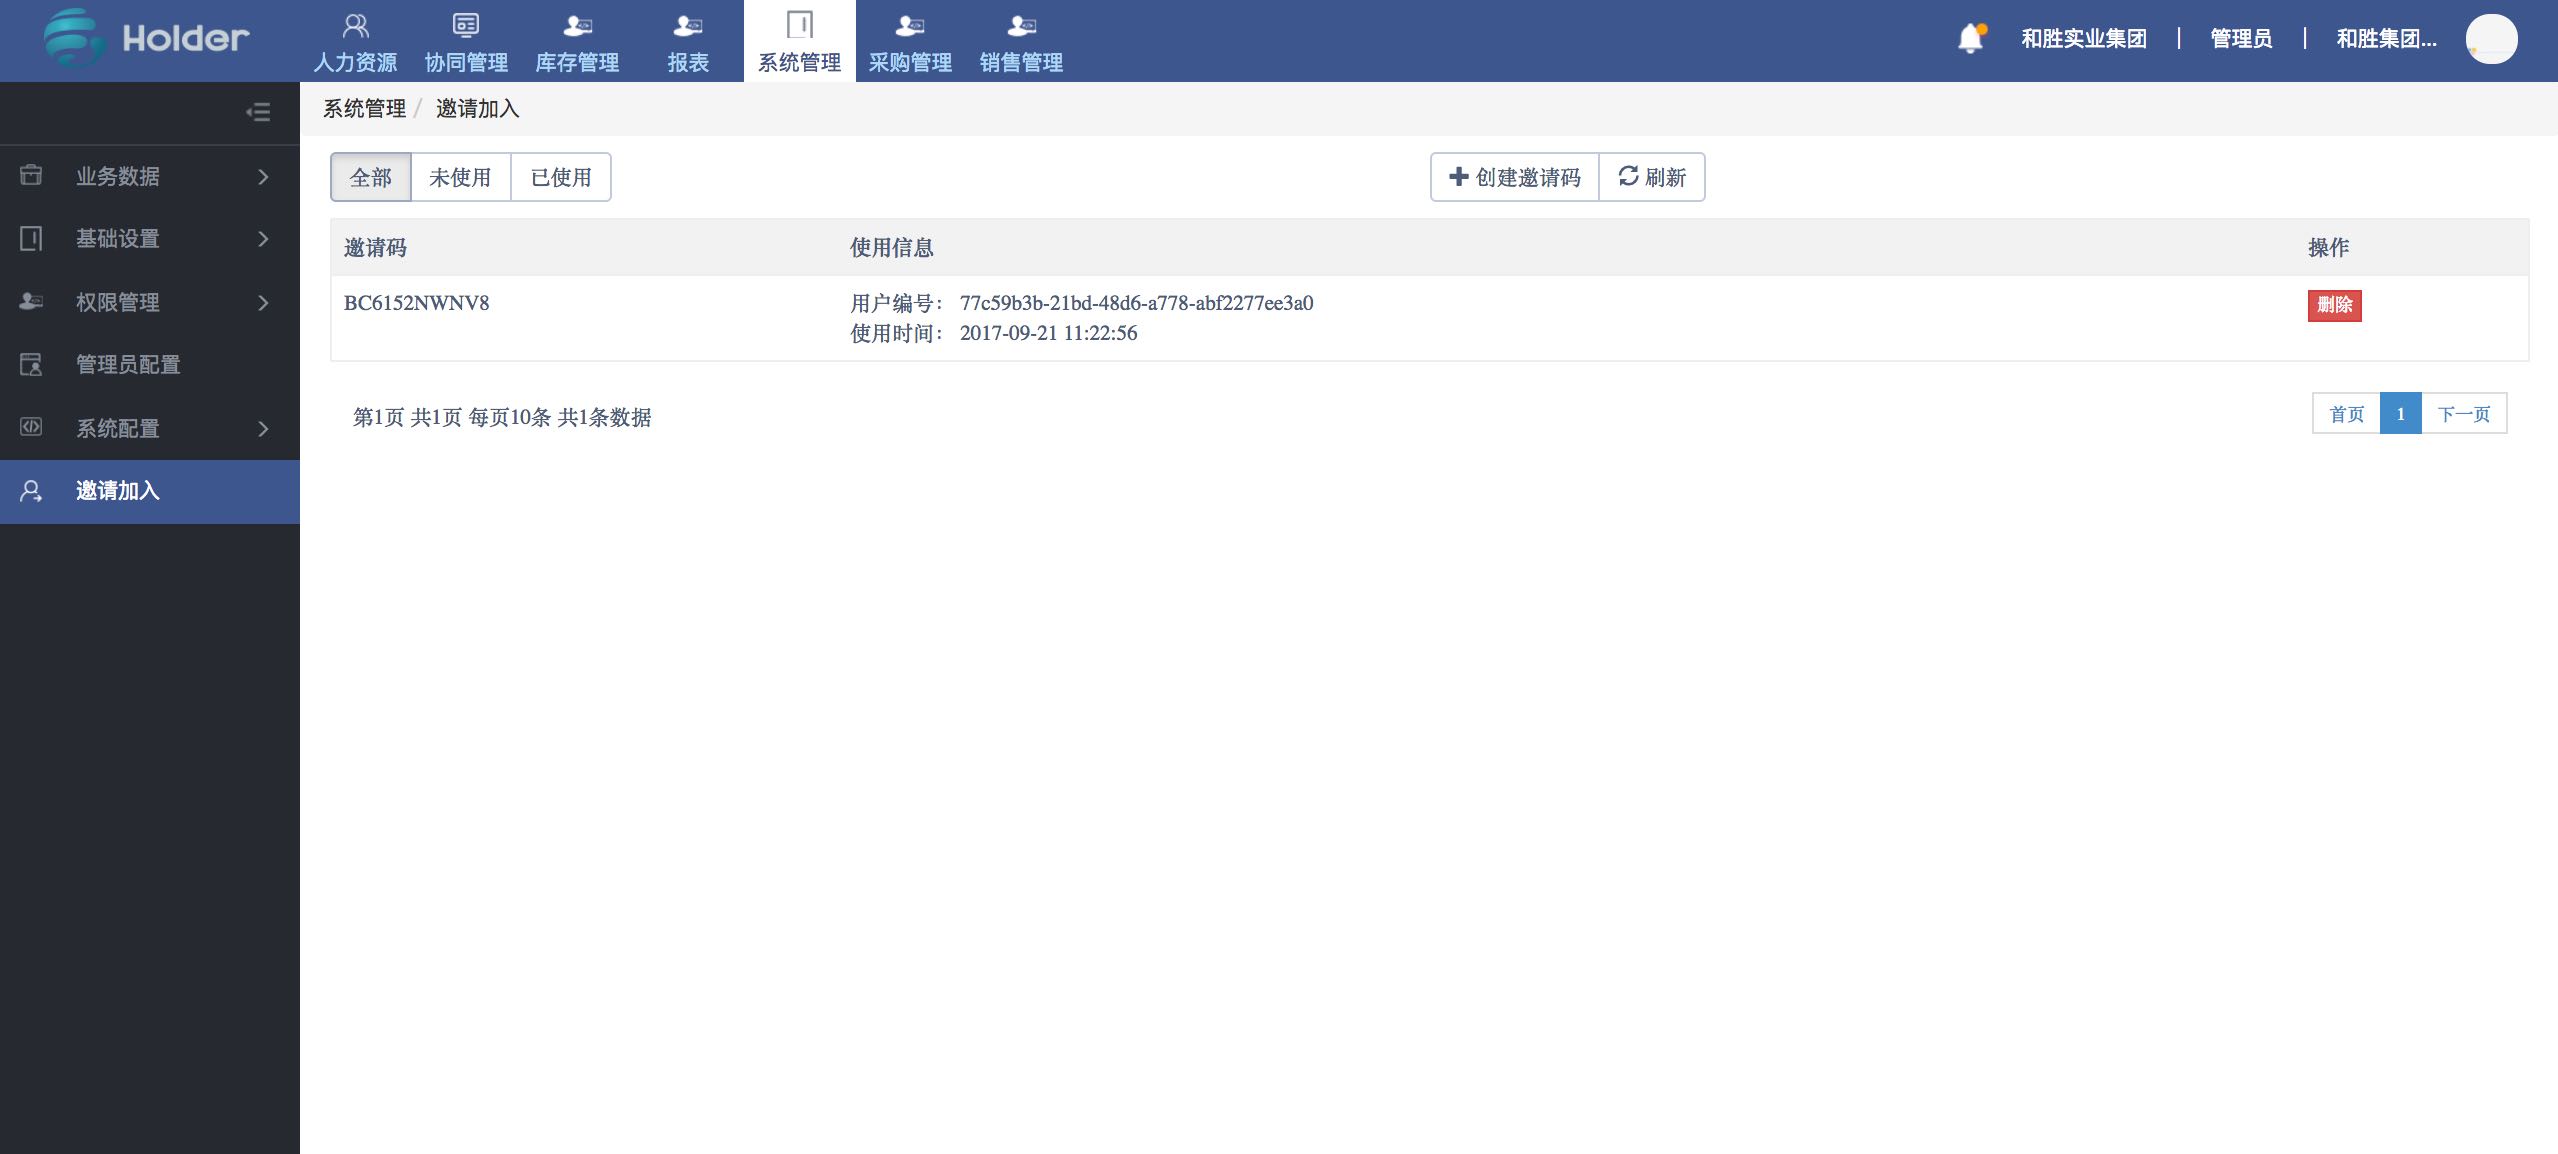 Holder
人力资源 协同管理 库存管理 报表 系统管理 采购管理 销售管理
和胜实业集团 | 管理员 | 和胜集团...
系统管理 / 邀请加入
业务数据
基础设置
权限管理
管理员配置
系统配置
邀请加入
全部 未使用 已使用
创建邀请码 刷新
邀请码 使用信息 操作
BC6152NWNV8 用户编号： 77c59b3b-21bd-48d6-a778-abf2277ee3a0 删除
使用时间： 2017-09-21 11:22:56
第1页 共1页 每页10条 共1条数据
首页 1 下一页